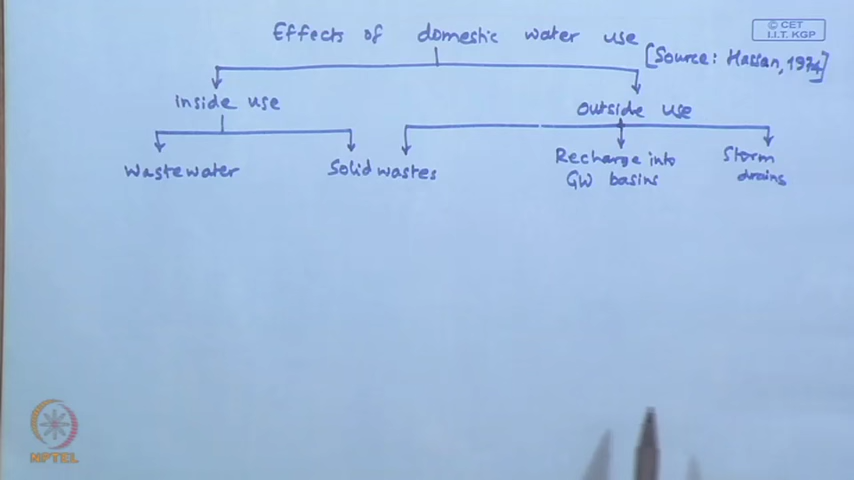 Effects of domestic water use
© CET
I.I.T. KGP
[Source: Hassan, 1974]
Inside use
Outside use
Wastewater
Solid wastes
Recharge into
GW basins
Storm
drains
NPTEL